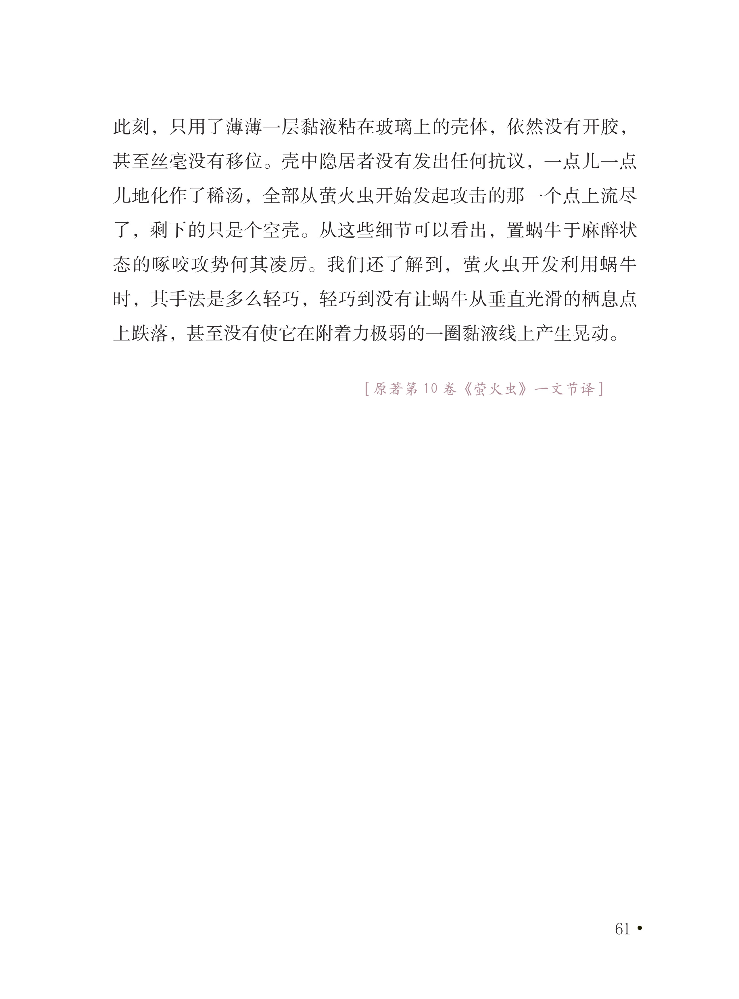 此刻，只用了薄薄一层黏液粘在玻璃上的壳体，依然没有开胶，
甚至丝毫没有移位。壳中隐居者没有发出任何抗议，一点儿一点
儿地化作了稀汤，全部从萤火虫开始发起攻击的那一个点上流尽
了，剩下的只是个空壳。从这些细节可以看出，置蜗牛于麻醉状
态的啄咬攻势何其凌厉。我们还了解到，萤火虫开发利用蜗牛
时，其手法是多么轻巧，轻巧到没有让蜗牛从垂直光滑的栖息点
上跌落，甚至没有使它在附着力极弱的一圈黏液线上产生晃动。
［原著第 10 卷《萤火虫》一文节译］
61 •